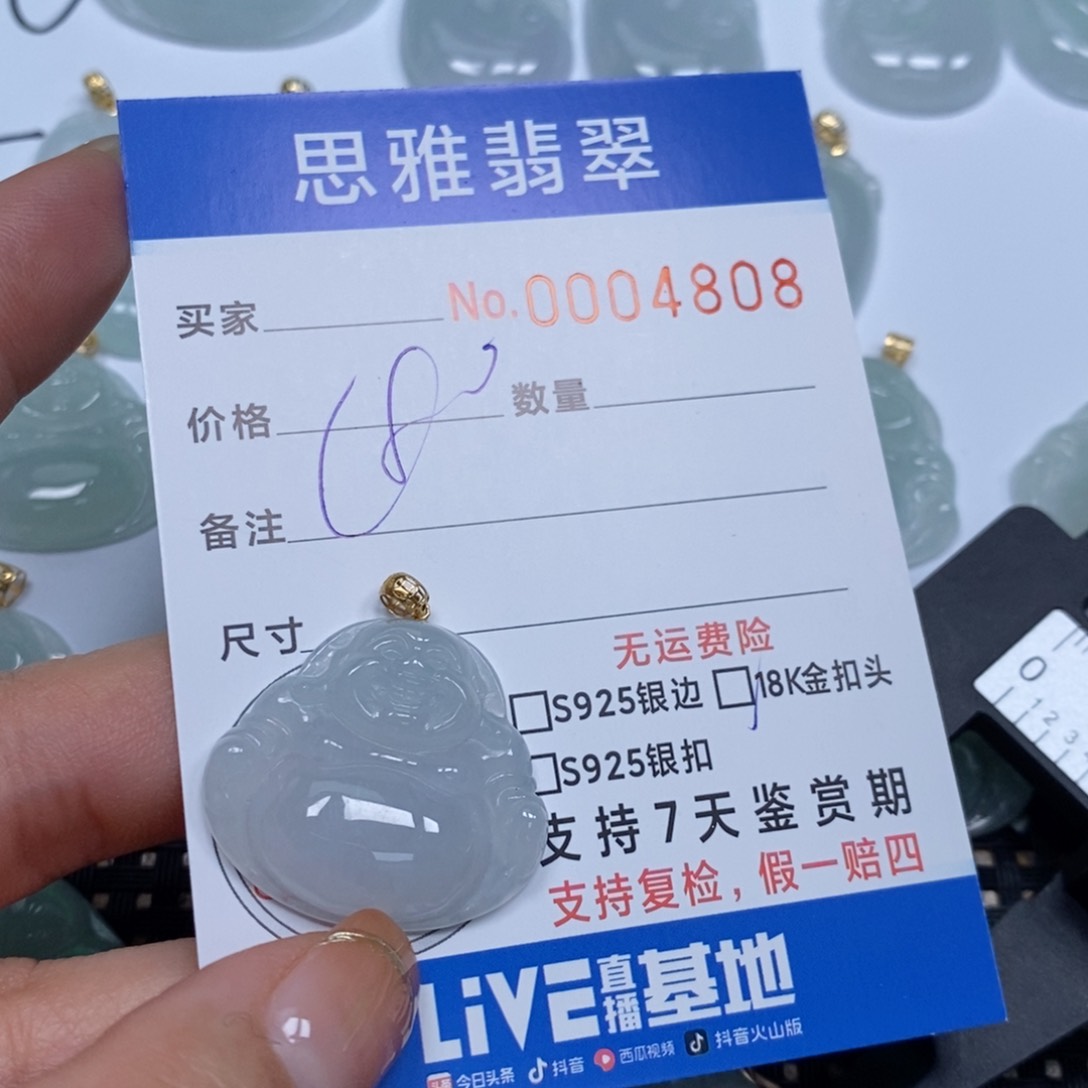 思雅翡翠
买家 No.0004808
价格 数量
备注
尺寸
无运费险
S925银边 18K金扣头
S925银扣
支持7天鉴赏期
支持复检，假一赔四
LiVE直播基地
今日头条 抖音 西瓜视频 抖音火山版
0
1 2 3